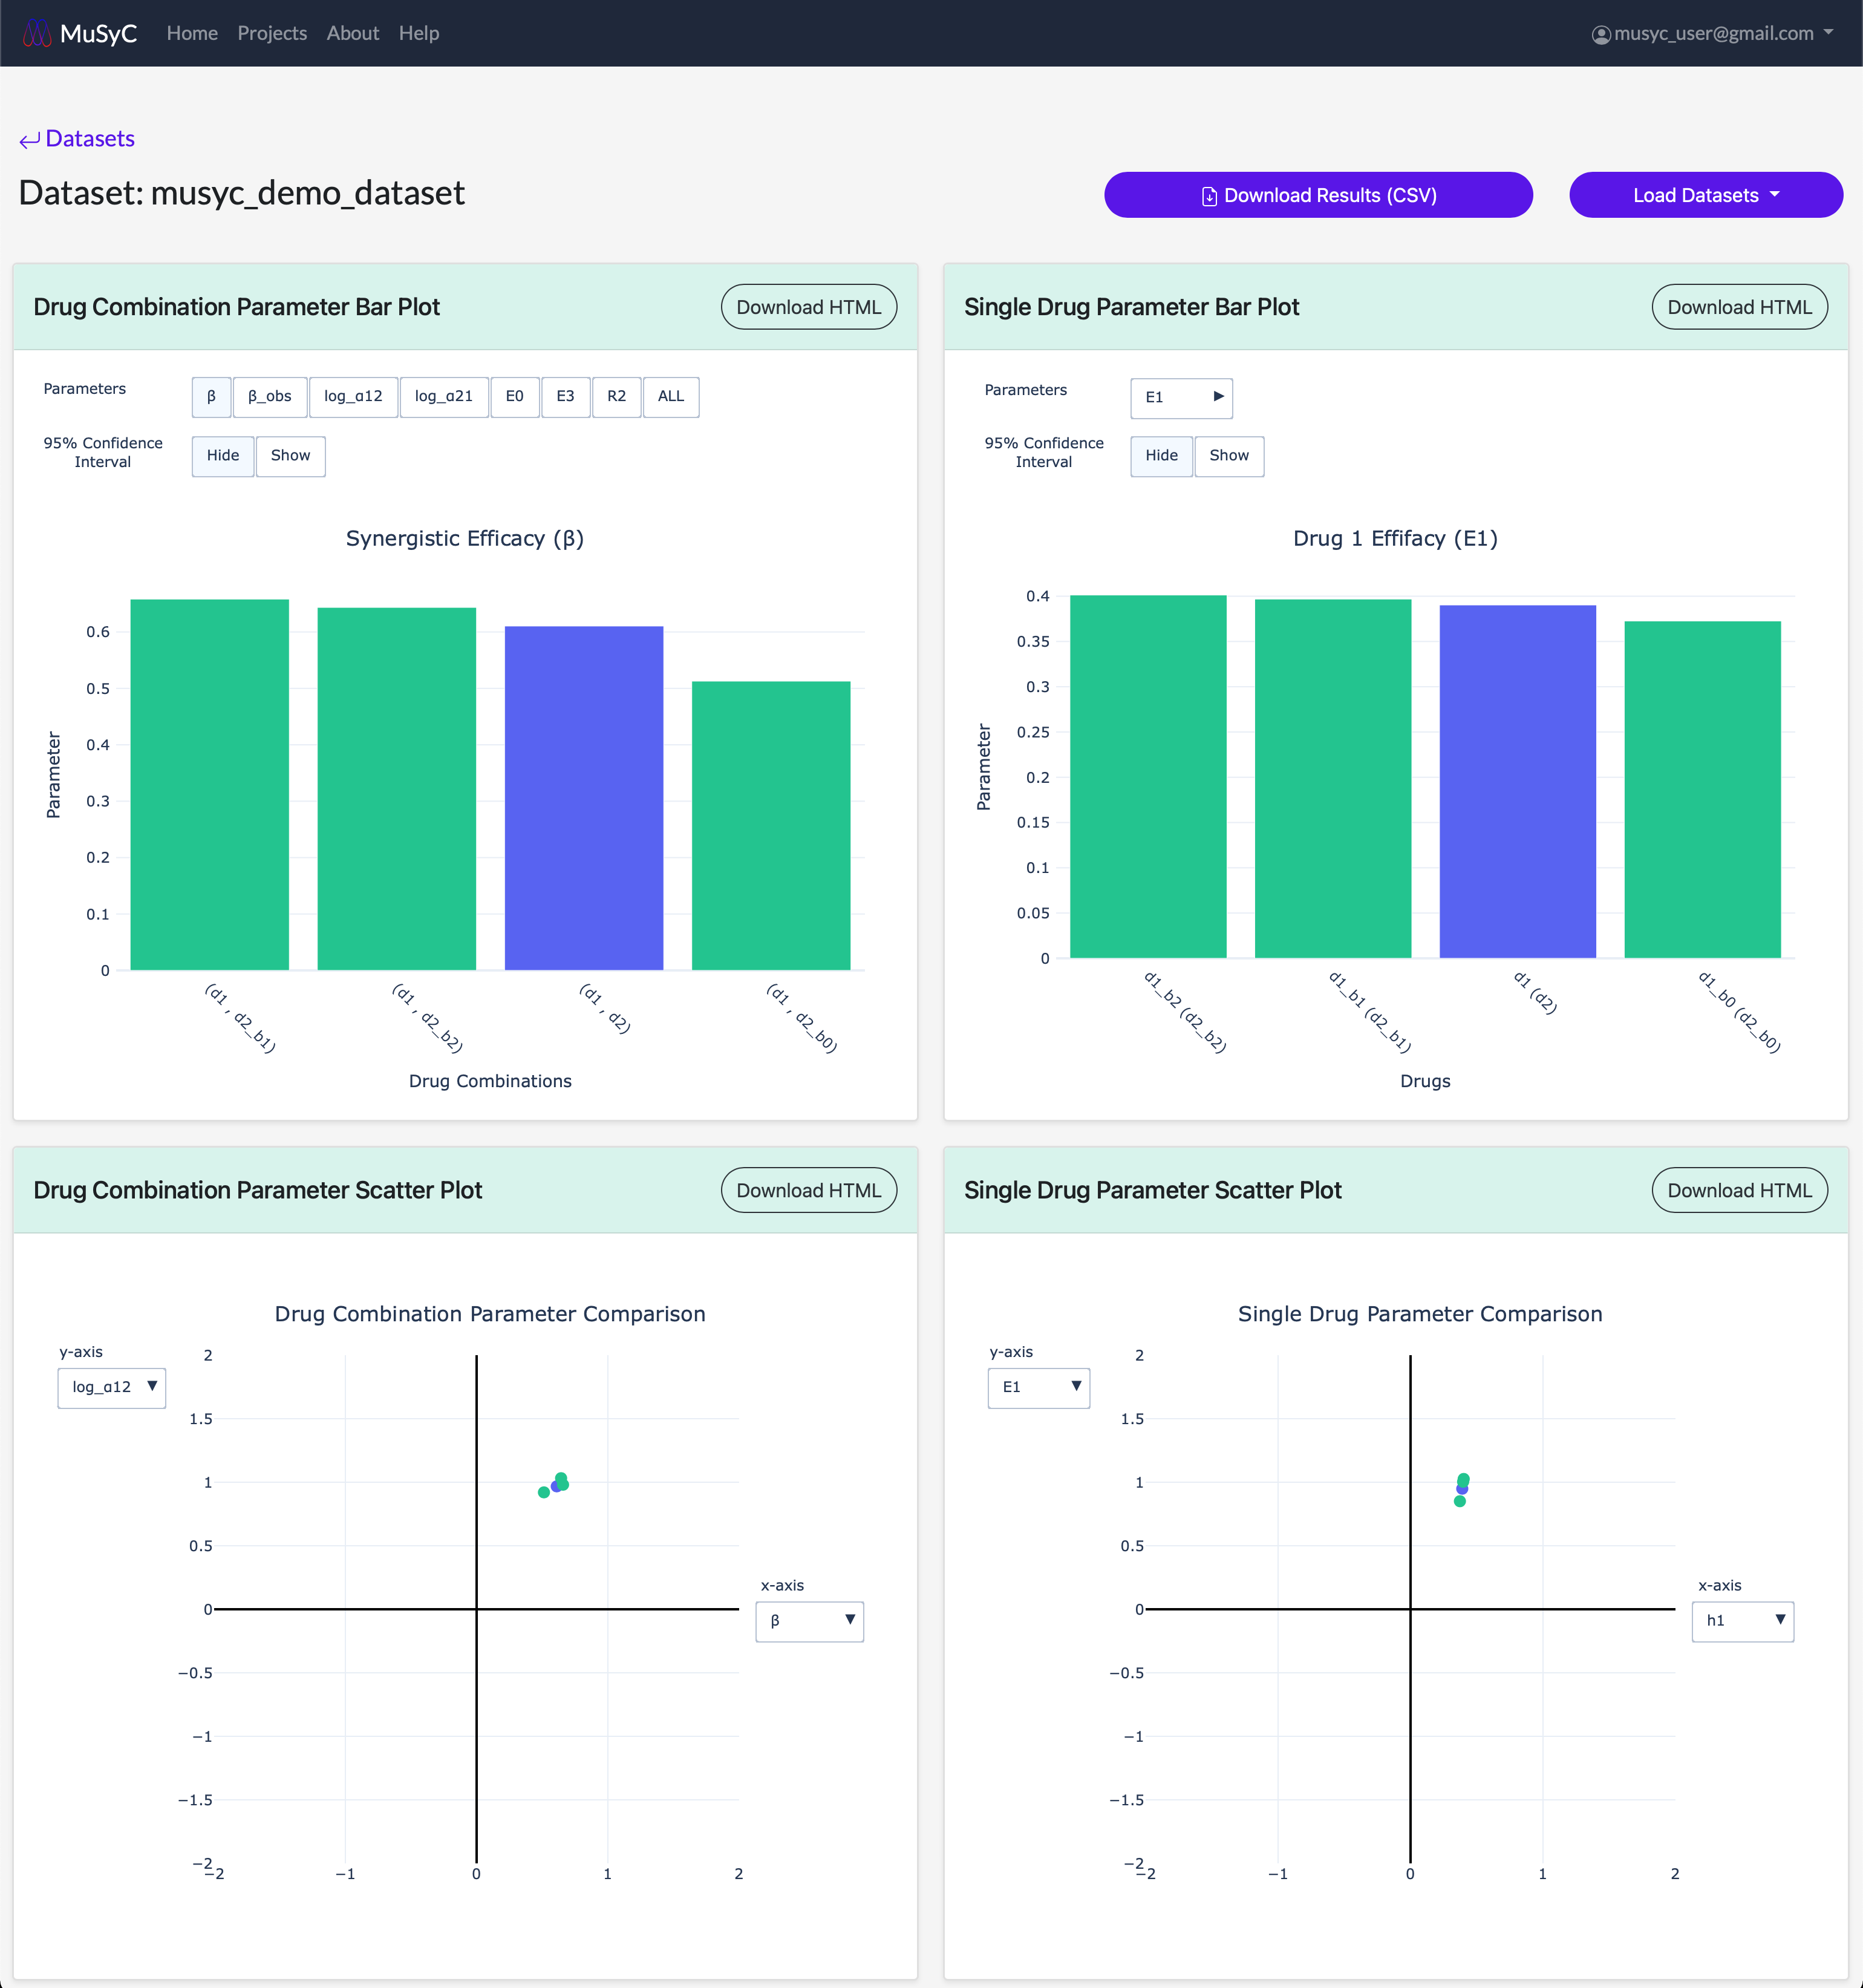 MuSyC Home Projects About Help musyc_user@gmail.com
Datasets
Dataset: musyc_demo_dataset
Download Results (CSV)
Load Datasets
Drug Combination Parameter Bar Plot
Download HTML
Parameters
β β_obs log_α12 log_α21 E0 E3 R2 ALL
95% Confidence
Interval
Hide Show
Synergistic Efficacy (β)
0.6
0.5
0.4
0.3
0.2
0.1
0
Parameter
(d1 , d2_b1)
(d1 , d2_b2)
(d1 , d2)
(d1 , d2_b0)
Drug Combinations
Single Drug Parameter Bar Plot
Download HTML
Parameters
E1
95% Confidence
Interval
Hide Show
Drug 1 Effifacy (E1)
0.4
0.35
0.3
0.25
0.2
0.15
0.1
0.05
0
Parameter
d1_b2 (d2_b2)
d1_b1 (d2_b1)
d1 (d2)
d1_b0 (d2_b0)
Drugs
Drug Combination Parameter Scatter Plot
Download HTML
Drug Combination Parameter Comparison
y-axis
log_α12
2
1.5
1
0.5
0
−0.5
−1
−1.5
−2
−2 −1 0 1 2
x-axis
β
Single Drug Parameter Scatter Plot
Download HTML
Single Drug Parameter Comparison
y-axis
E1
2
1.5
1
0.5
0
−0.5
−1
−1.5
−2
−2 −1 0 1 2
x-axis
h1